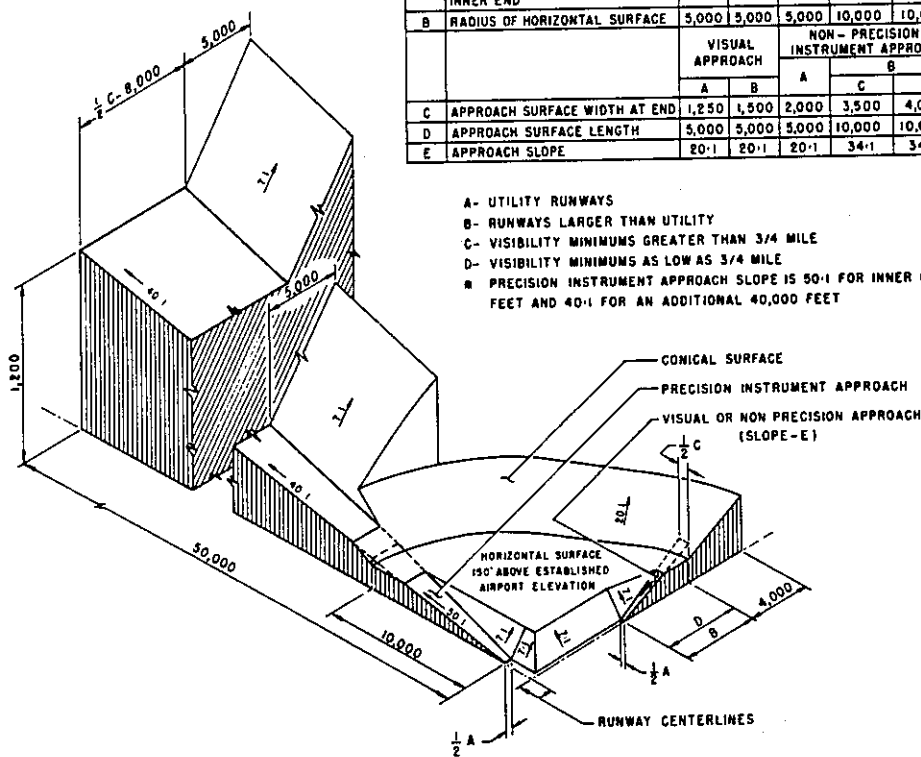 INNER END
B RADIUS OF HORIZONTAL SURFACE 5,000 5,000 5,000 10,000
VISUAL APPROACH
NON-PRECISION
A B A B
C
C APPROACH SURFACE WIDTH AT END 1,250 1,500 2,000 3,500
D APPROACH SURFACE LENGTH 5,000 5,000 5,000 10,000
E APPROACH SLOPE 20:1 20:1 20:1 34:1
A- UTILITY RUNWAYS
B- RUNWAYS LARGER THAN UTILITY
C- VISIBILITY MINIMUMS GREATER THAN 3/4 MILE
D- VISIBILITY MINIMUMS AS LOW AS 3/4 MILE
PRECISION INSTRUMENT APPROACH SLOPE IS 50:1 FOR INNER
FEET AND 40:1 FOR AN ADDITIONAL 40,000 FEET
5,000
1/2 C-8,000
40:1
7:1
1,200
5,000
7:1
40:1
CONICAL SURFACE
PRECISION INSTRUMENT APPROACH
VISUAL OR NON PRECISION APPROACH
(SLOPE-E)
1/2 C
20:1
HORIZONTAL SURFACE
150' ABOVE ESTABLISHED
AIRPORT ELEVATION
50:1
7:1
7:1
7:1
7:1
50,000
10,000
4,000
D
B
1/2 A
RUNWAY CENTERLINES
1/2 A